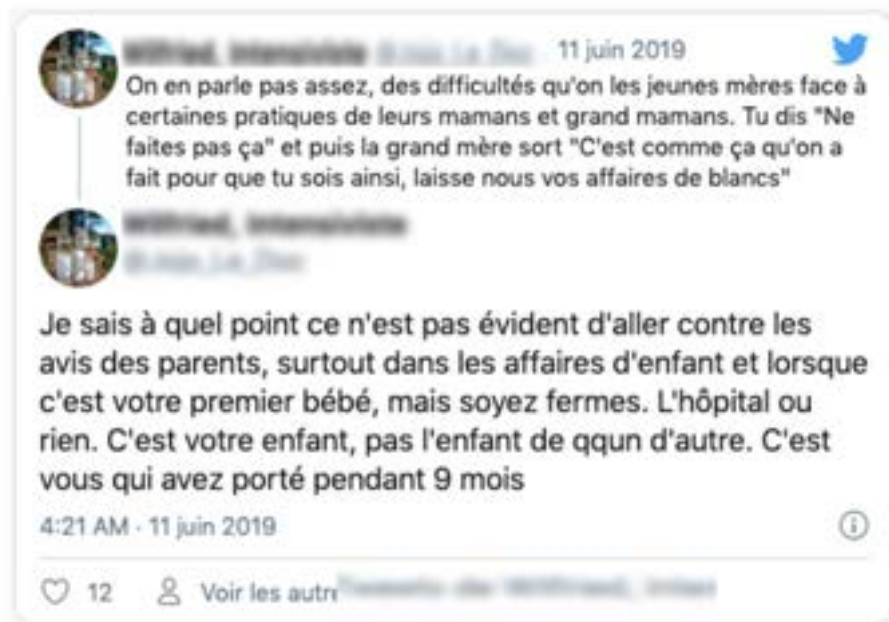 11 juin 2019
On en parle pas assez, des difficultés qu'on les jeunes mères face à
certaines pratiques de leurs mamans et grand mamans. Tu dis "Ne
faites pas ça" et puis la grand mère sort "C'est comme ça qu'on a
fait pour que tu sois ainsi, laisse nous vos affaires de blancs"
Je sais à quel point ce n'est pas évident d'aller contre les
avis des parents, surtout dans les affaires d'enfant et lorsque
c'est votre premier bébé, mais soyez fermes. L'hôpital ou
rien. C'est votre enfant, pas l'enfant de qqun d'autre. C'est
vous qui avez porté pendant 9 mois
4:21 AM · 11 juin 2019
12 Voir les autr